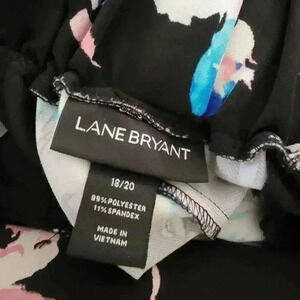 LANE BRYANT
18/20
89% POLYESTER
11% SPANDEX
MADE IN
VIETNAM